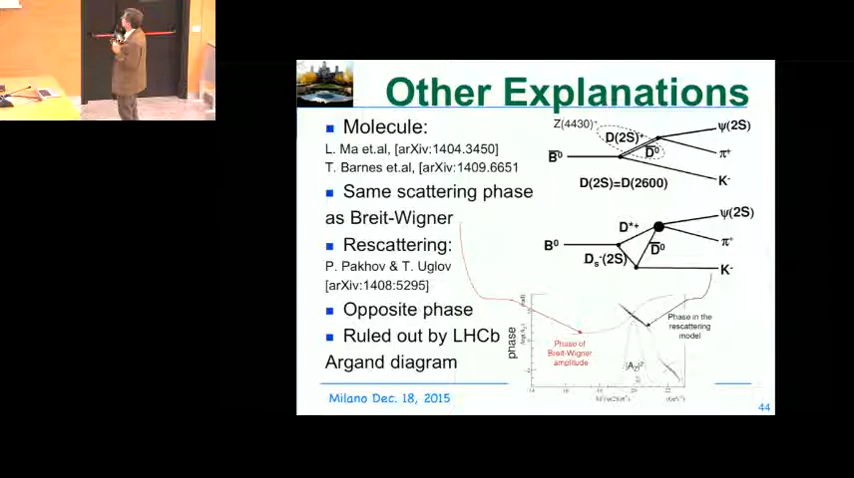 Other Explanations
Molecule:
L. Ma et.al, [arXiv:1404.3450]
T. Barnes et.al, [arXiv:1409.6651
Same scattering phase
as Breit-Wigner
Rescattering:
P. Pakhov & T. Uglov
[arXiv:1408:5295]
Opposite phase
Ruled out by LHCb
Argand diagram
Z(4430)-
D(2S)+
D̅⁰
B̅⁰
ψ(2S)
π+
K-
D(2S)=D(2600)
D*+
D̅⁰
B⁰
Ds-(2S)
ψ(2S)
π+
K-
phase
Phase of
Breit-Wigner
amplitude
Phase in the
rescattering
model
Milano Dec. 18, 2015
44